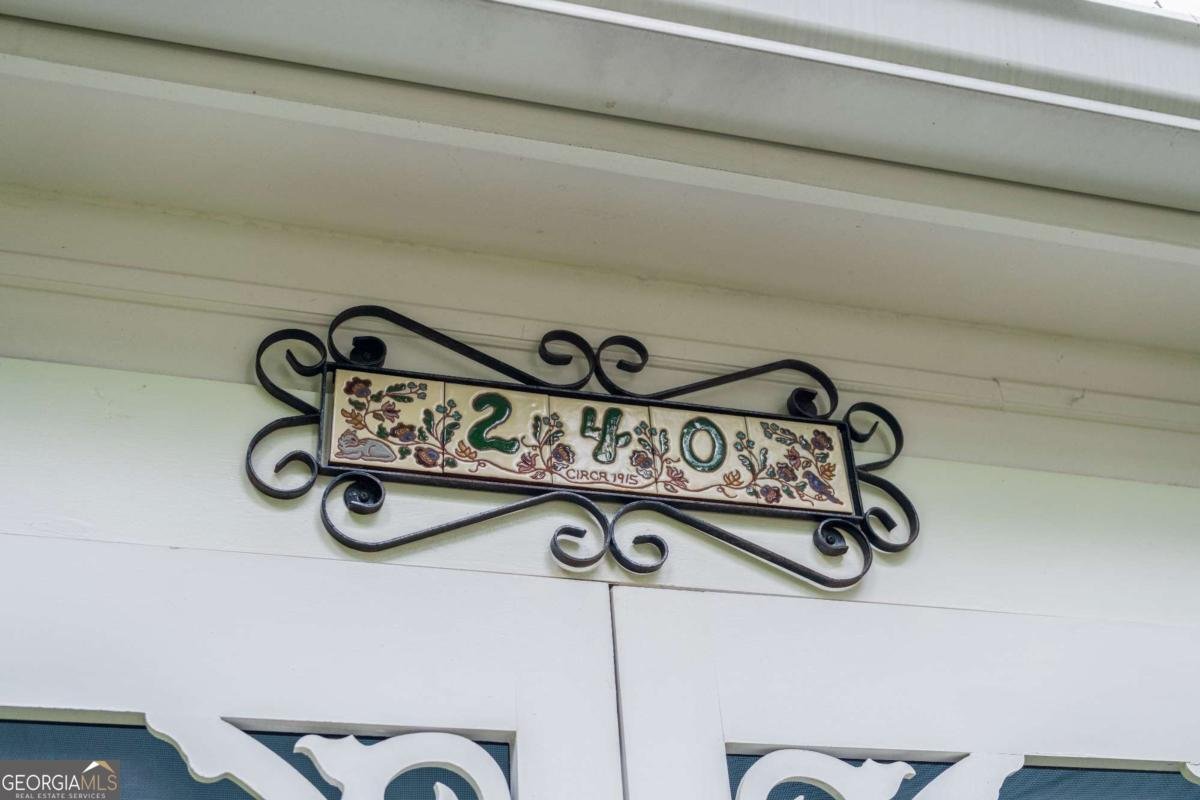 240
CIRCA 1915
GEORGIAMLS
REAL ESTATE SERVICES